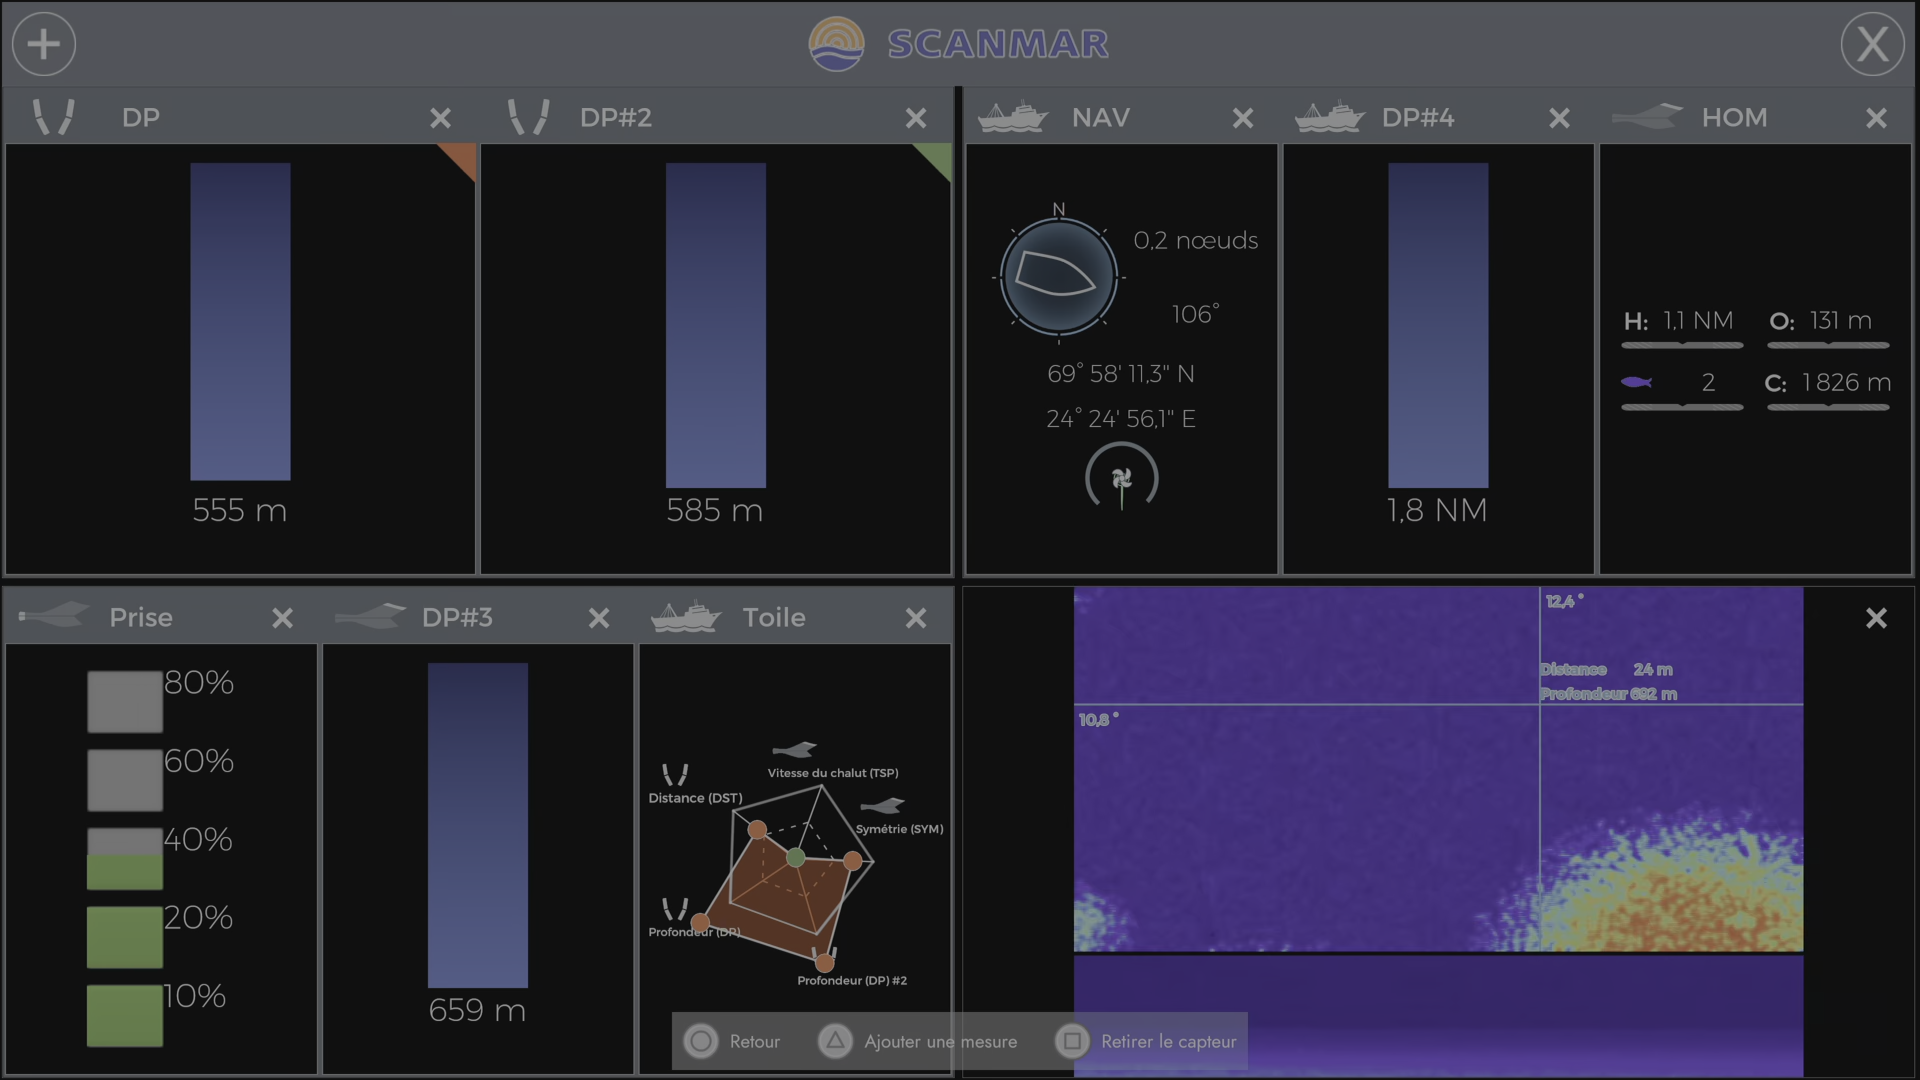 SCANMAR
DP
DP#2
NAV
DP#4
HOM
555 m
585 m
N
0,2 nœuds
106°
69° 58' 11,3" N
24° 24' 56,1" E
1,8 NM
H: 1,1 NM
O: 131 m
2
C: 1 826 m
Prise
DP#3
Toile
80%
60%
40%
20%
10%
659 m
Vitesse du chalut (TSP)
Distance (DST)
Symétrie (SYM)
Profondeur (DP)
Profondeur (DP) #2
12,4°
Distance 24 m
Profondeur 692 m
10,8°
Retour
Ajouter une mesure
Retirer le capteur